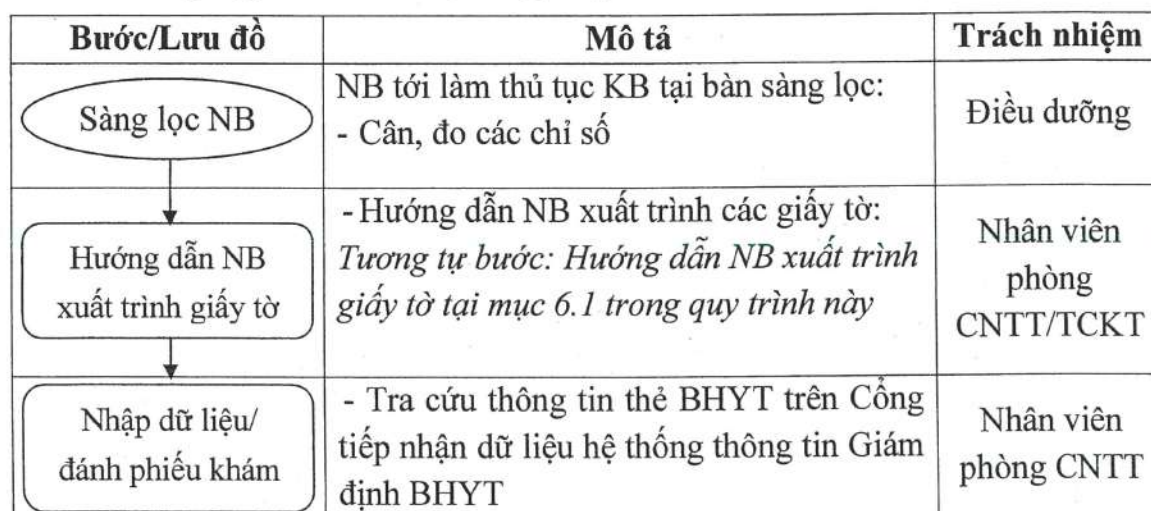 Bước/Lưu đồ
Mô tả
Trách nhiệm
Sàng lọc NB
NB tới làm thủ tục KB tại bàn sàng lọc:
- Cân, đo các chỉ số
Điều dưỡng
Hướng dẫn NB
xuất trình giấy tờ
- Hướng dẫn NB xuất trình các giấy tờ:
Tương tự bước: Hướng dẫn NB xuất trình
giấy tờ tại mục 6.1 trong quy trình này
Nhân viên
phòng
CNTT/TCKT
Nhập dữ liệu/
đánh phiếu khám
- Tra cứu thông tin thẻ BHYT trên Cổng
tiếp nhận dữ liệu hệ thống thông tin Giám
định BHYT
Nhân viên
phòng CNTT